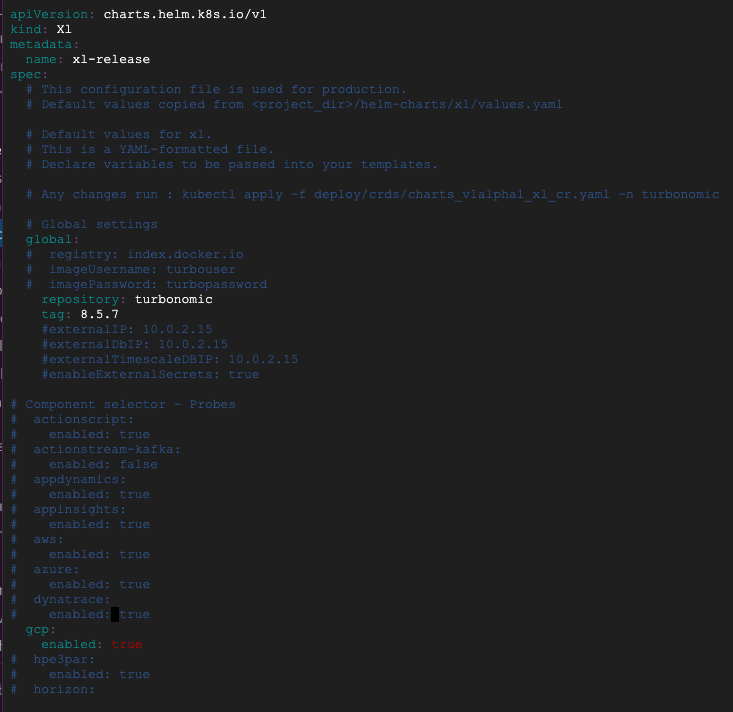 apiVersion: charts.helm.k8s.io/v1
kind: Xl
metadata:
  name: xl-release
spec:
  # This configuration file is used for production.
  # Default values copied from <project_dir>/helm-charts/xl/values.yaml

  # Default values for xl.
  # This is a YAML-formatted file.
  # Declare variables to be passed into your templates.

  # Any changes run : kubectl apply -f deploy/crds/charts_v1alpha1_xl_cr.yaml -n turbonomic

  # Global settings
  global:
  #  registry: index.docker.io
  #  imageUsername: turbouser
  #  imagePassword: turbopassword
    repository: turbonomic
    tag: 8.5.7
    #externalIP: 10.0.2.15
    #externalDbIP: 10.0.2.15
    #externalTimescaleDBIP: 10.0.2.15
    #enableExternalSecrets: true

# Component selector - Probes
#  actionscript:
#    enabled: true
#  actionstream-kafka:
#    enabled: false
#  appdynamics:
#    enabled: true
#  appinsights:
#    enabled: true
#  aws:
#    enabled: true
#  azure:
#    enabled: true
#  dynatrace:
#    enabled: true
  gcp:
    enabled: true
#  hpe3par:
#    enabled: true
#  horizon: